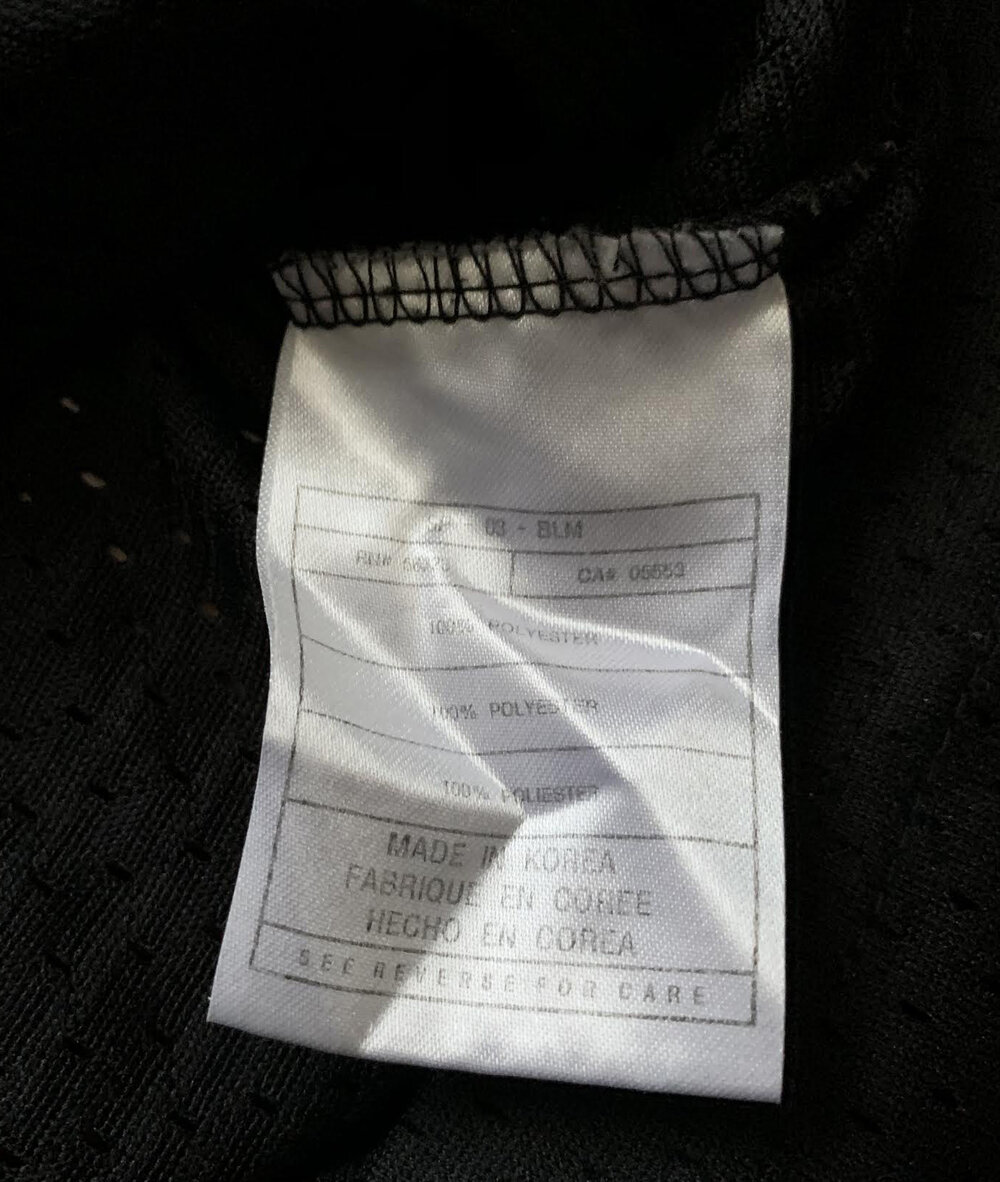 03 - BLM
RN#
CA# 05553
100% POLYESTER
100% POLYESTER
100% POLIESTER
MADE IN KOREA
FABRIQUE EN COREE
HECHO EN COREA
SEE REVERSE FOR CARE